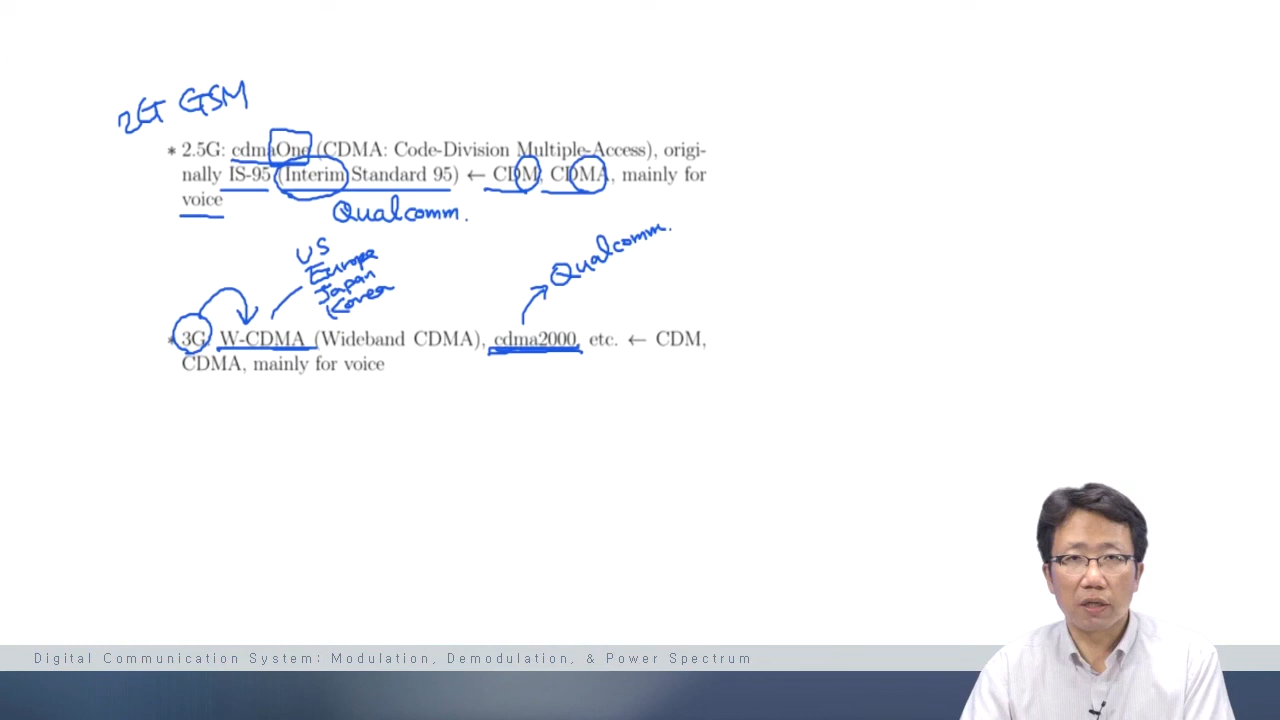 2G GSM
* 2.5G: cdmaOne (CDMA: Code-Division Multiple-Access), origi-
nally IS-95 (Interim Standard 95) ← CDM, CDMA, mainly for
voice
Qualcomm.
US
Europe
Japan
Korea
Qualcomm.
* 3G: W-CDMA (Wideband CDMA), cdma2000, etc. ← CDM,
CDMA, mainly for voice
Digital Communication System: Modulation, Demodulation, & Power Spectrum